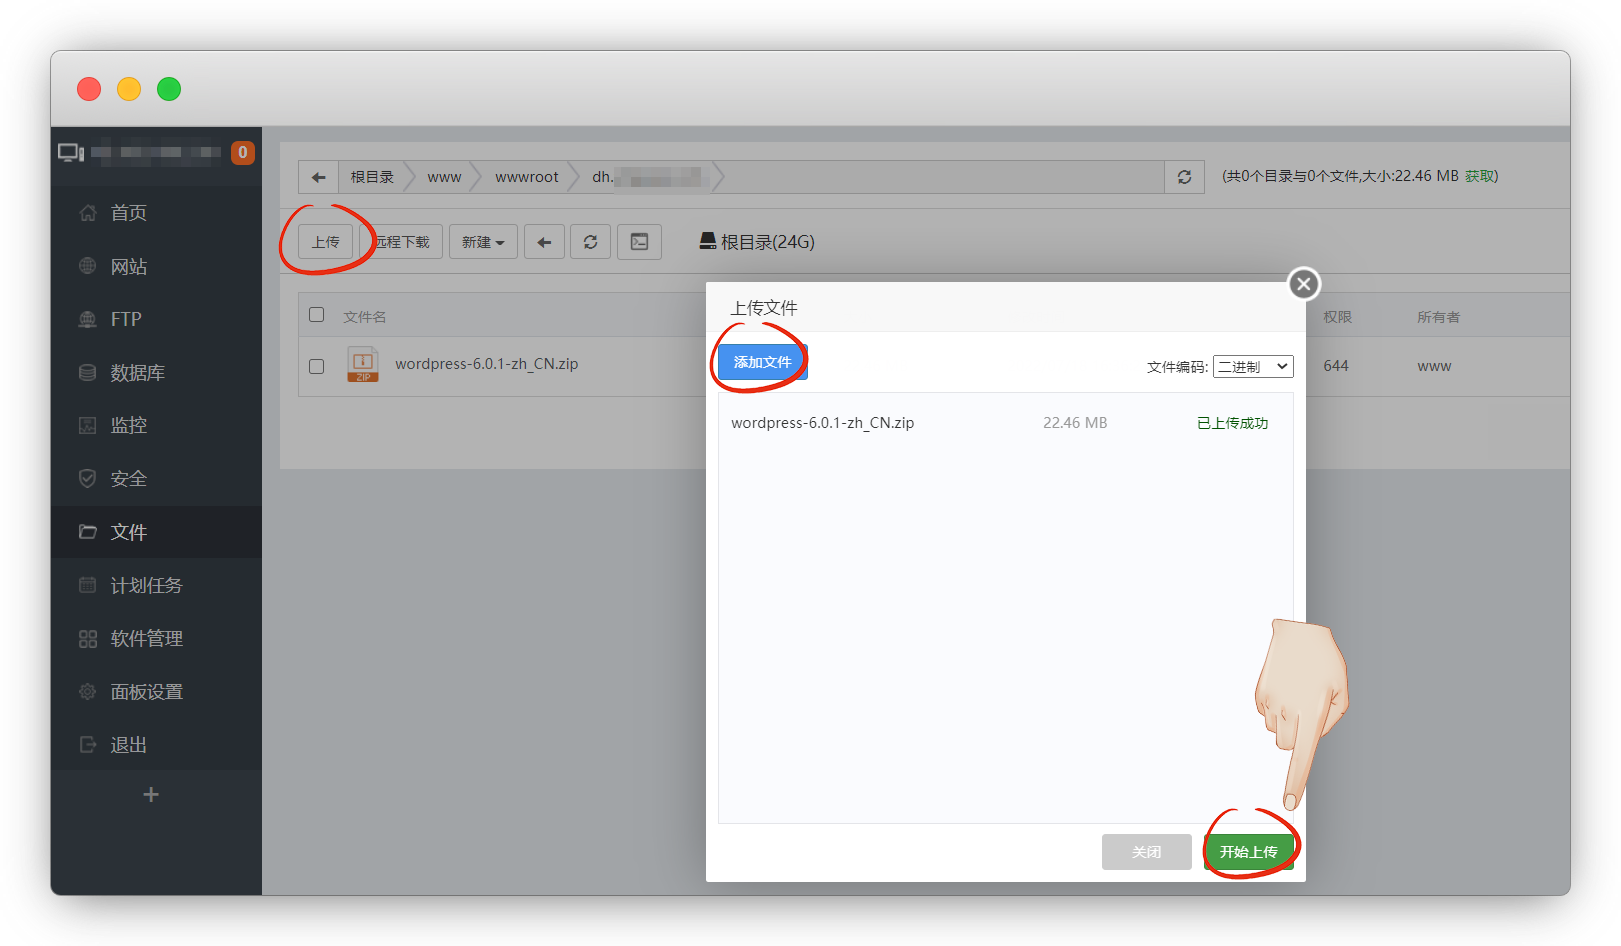 0
首页
网站
FTP
数据库
监控
安全
文件
计划任务
软件管理
面板设置
退出
+
根目录 www wwwroot dh. (共0个目录与0个文件,大小:22.46 MB 获取)
上传 远程下载 新建 根目录(24G)
文件名 权限 所有者
wordpress-6.0.1-zh_CN.zip 644 www
ZIP
上传文件
添加文件 文件编码: 二进制
wordpress-6.0.1-zh_CN.zip 22.46 MB 已上传成功
关闭 开始上传